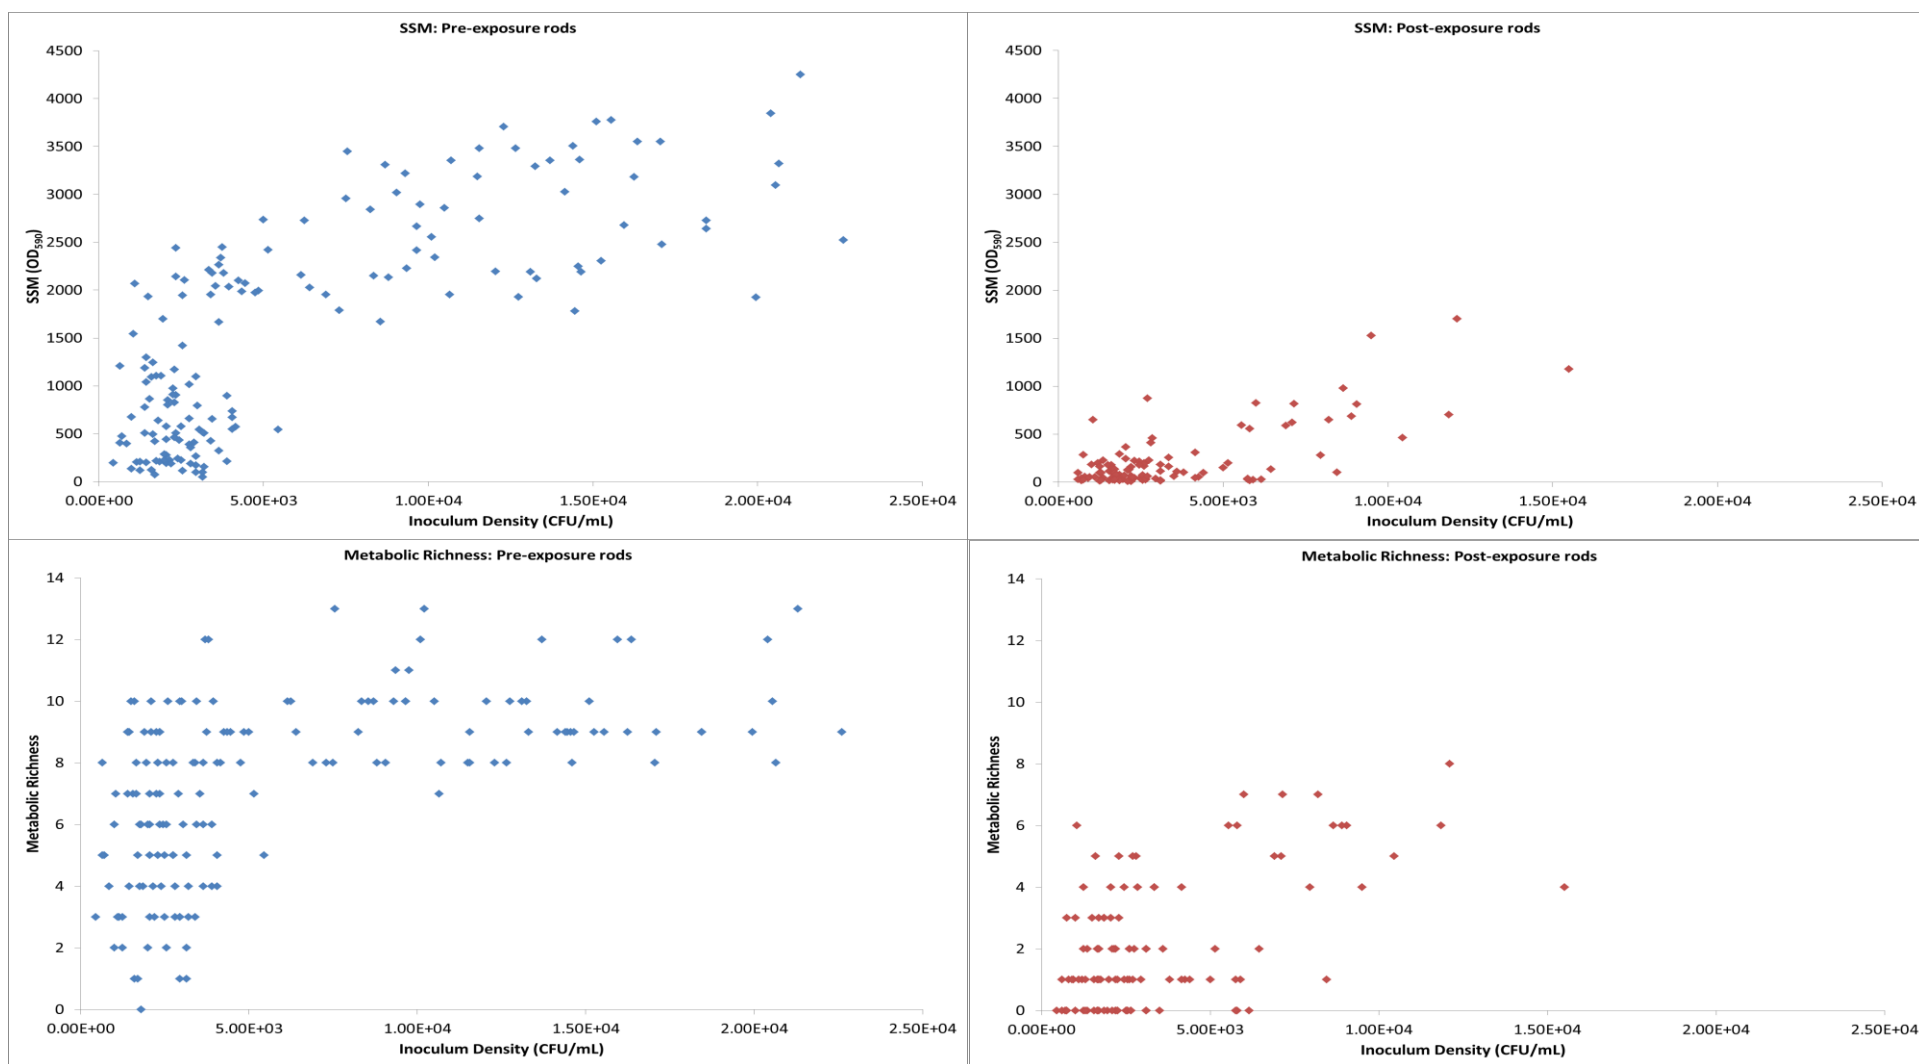 SSM: Pre-exposure rods
4500
4000
3500
3000
2500
2000
1500
1000
500
0
SSM (OD590)
0.00E+00 5.00E+03 1.00E+04 1.50E+04 2.00E+04 2.50E+04
Inoculum Density (CFU/mL)
SSM: Post-exposure rods
4500
4000
3500
3000
2500
2000
1500
1000
500
0
SSM (OD590)
0.00E+00 5.00E+03 1.00E+04 1.50E+04 2.00E+04 2.50E+04
Inoculum Density (CFU/mL)
Metabolic Richness: Pre-exposure rods
14
12
10
8
6
4
2
0
Metabolic Richness
0.00E+00 5.00E+03 1.00E+04 1.50E+04 2.00E+04 2.50E+04
Inoculum Density (CFU/mL)
Metabolic Richness: Post-exposure rods
14
12
10
8
6
4
2
0
Metabolic Richness
0.00E+00 5.00E+03 1.00E+04 1.50E+04 2.00E+04 2.50E+04
Inoculum Density (CFU/mL)